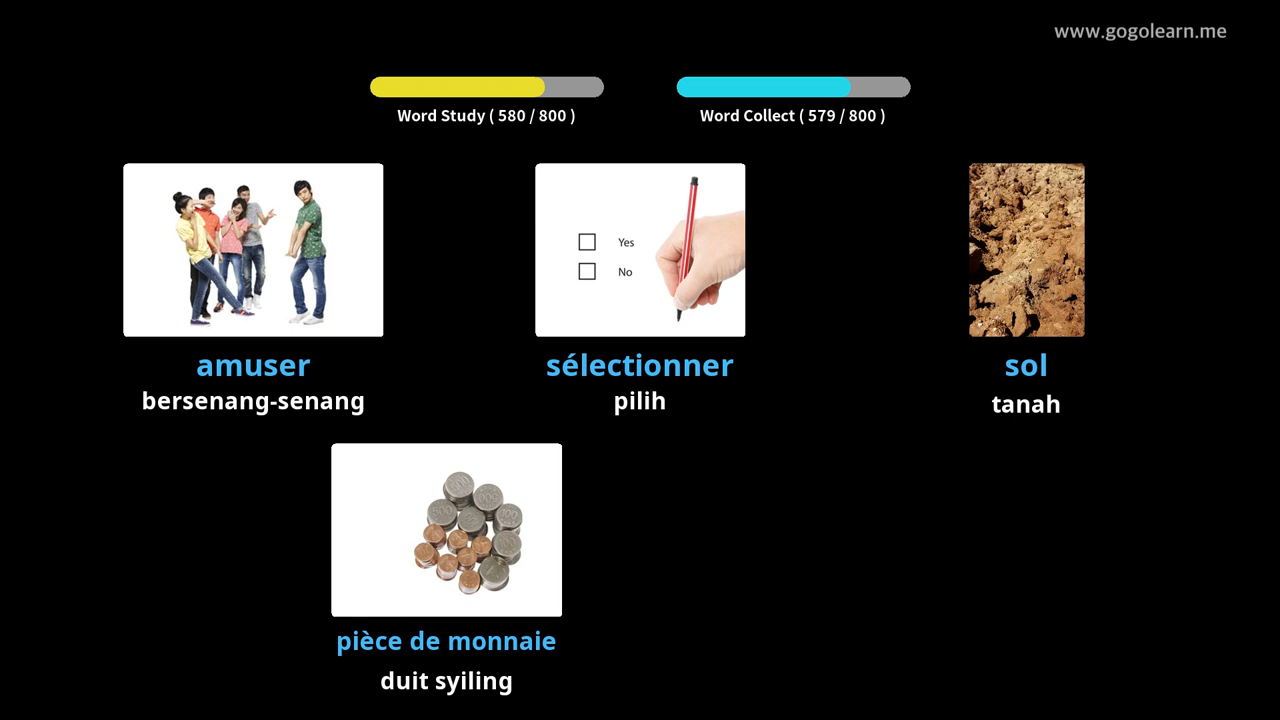 www.gogolearn.me
Word Study ( 580 / 800 )
Word Collect ( 579 / 800 )
Yes
No
amuser
bersenang-senang
sélectionner
pilih
sol
tanah
pièce de monnaie
duit syiling